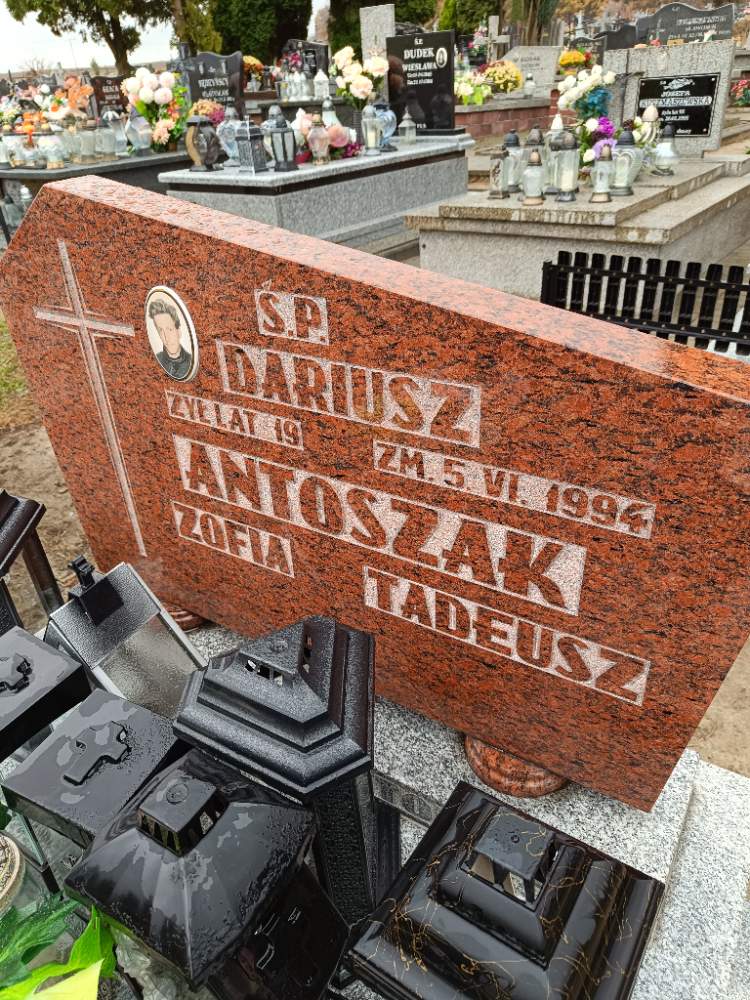 Ś.P.
DARIUSZ
ŻYŁ LAT 19
ZM. 5 VI. 1994
ANTOSZAK
ZOFIA
TADEUSZ
Ś.P.
DUDEK
WIESŁAWA
JÓZEFA